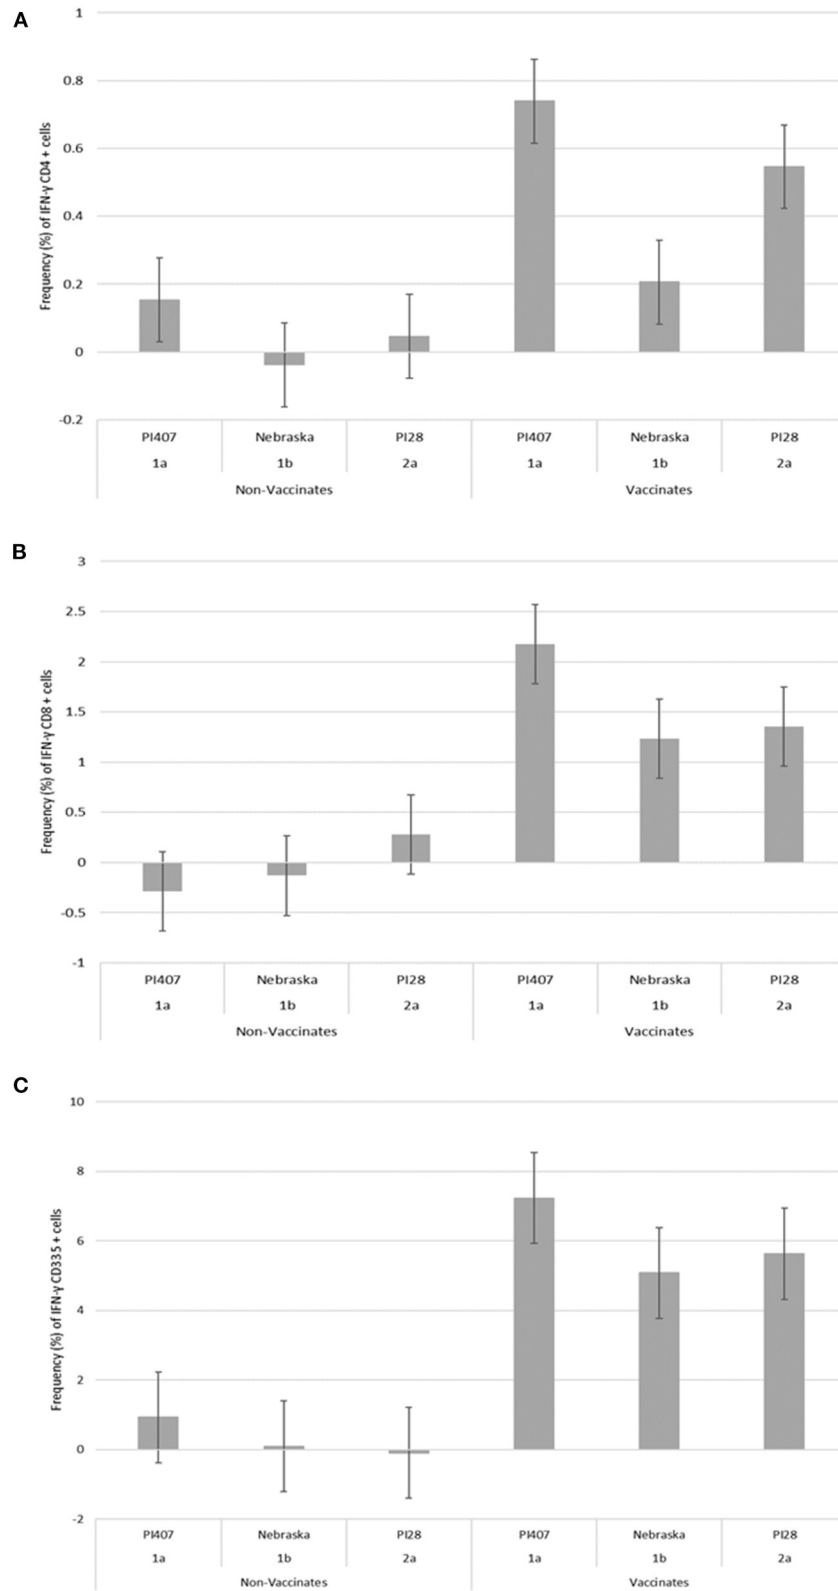 A
1
0.8
0.6
0.4
0.2
0
-0.2
Frequency (%) of IFN-γ CD4 + cells
PI407 Nebraska PI28 PI407 Nebraska PI28
1a 1b 2a 1a 1b 2a
Non-Vaccinates Vaccinates
B
3
2.5
2
1.5
1
0.5
0
-0.5
-1
Frequency (%) of IFN-γ CD8 + cells
PI407 Nebraska PI28 PI407 Nebraska PI28
1a 1b 2a 1a 1b 2a
Non-Vaccinates Vaccinates
C
10
8
6
4
2
0
-2
Frequency (%) of IFN-γ CD335 + cells
PI407 Nebraska PI28 PI407 Nebraska PI28
1a 1b 2a 1a 1b 2a
Non-Vaccinates Vaccinates